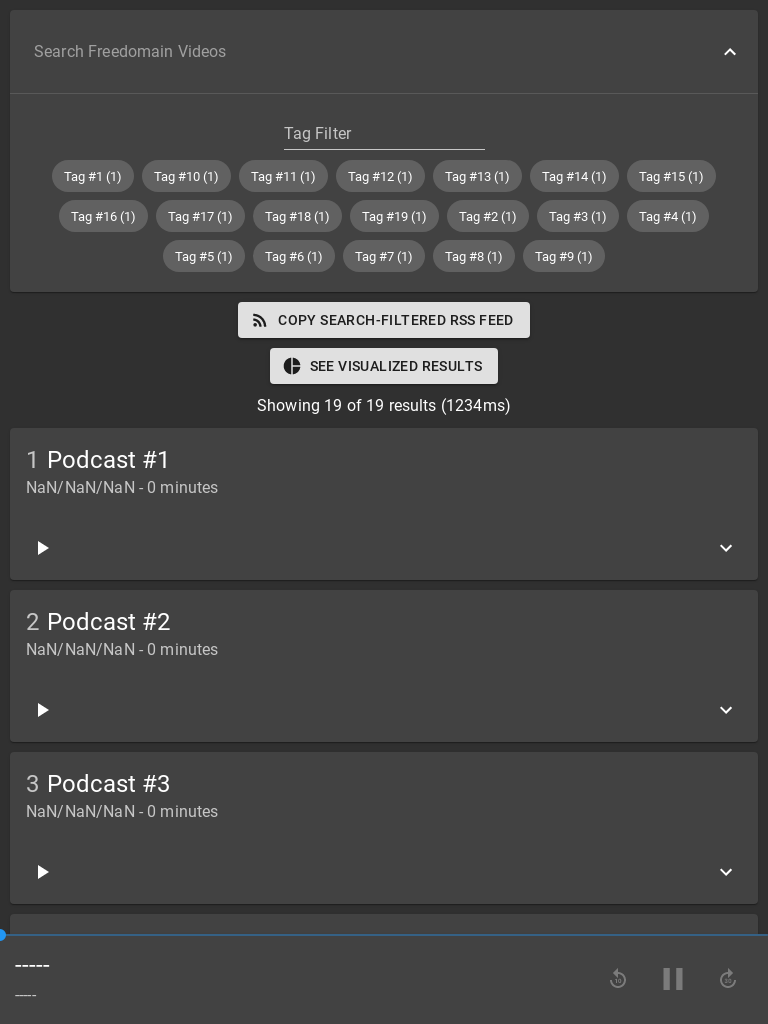 Search Freedomain Videos
Tag Filter
Tag #1 (1) Tag #10 (1) Tag #11 (1) Tag #12 (1) Tag #13 (1) Tag #14 (1) Tag #15 (1)
Tag #16 (1) Tag #17 (1) Tag #18 (1) Tag #19 (1) Tag #2 (1) Tag #3 (1) Tag #4 (1)
Tag #5 (1) Tag #6 (1) Tag #7 (1) Tag #8 (1) Tag #9 (1)
COPY SEARCH-FILTERED RSS FEED
SEE VISUALIZED RESULTS
Showing 19 of 19 results (1234ms)
1 Podcast #1
NaN/NaN/NaN - 0 minutes
2 Podcast #2
NaN/NaN/NaN - 0 minutes
3 Podcast #3
NaN/NaN/NaN - 0 minutes
-----
-----
10 30